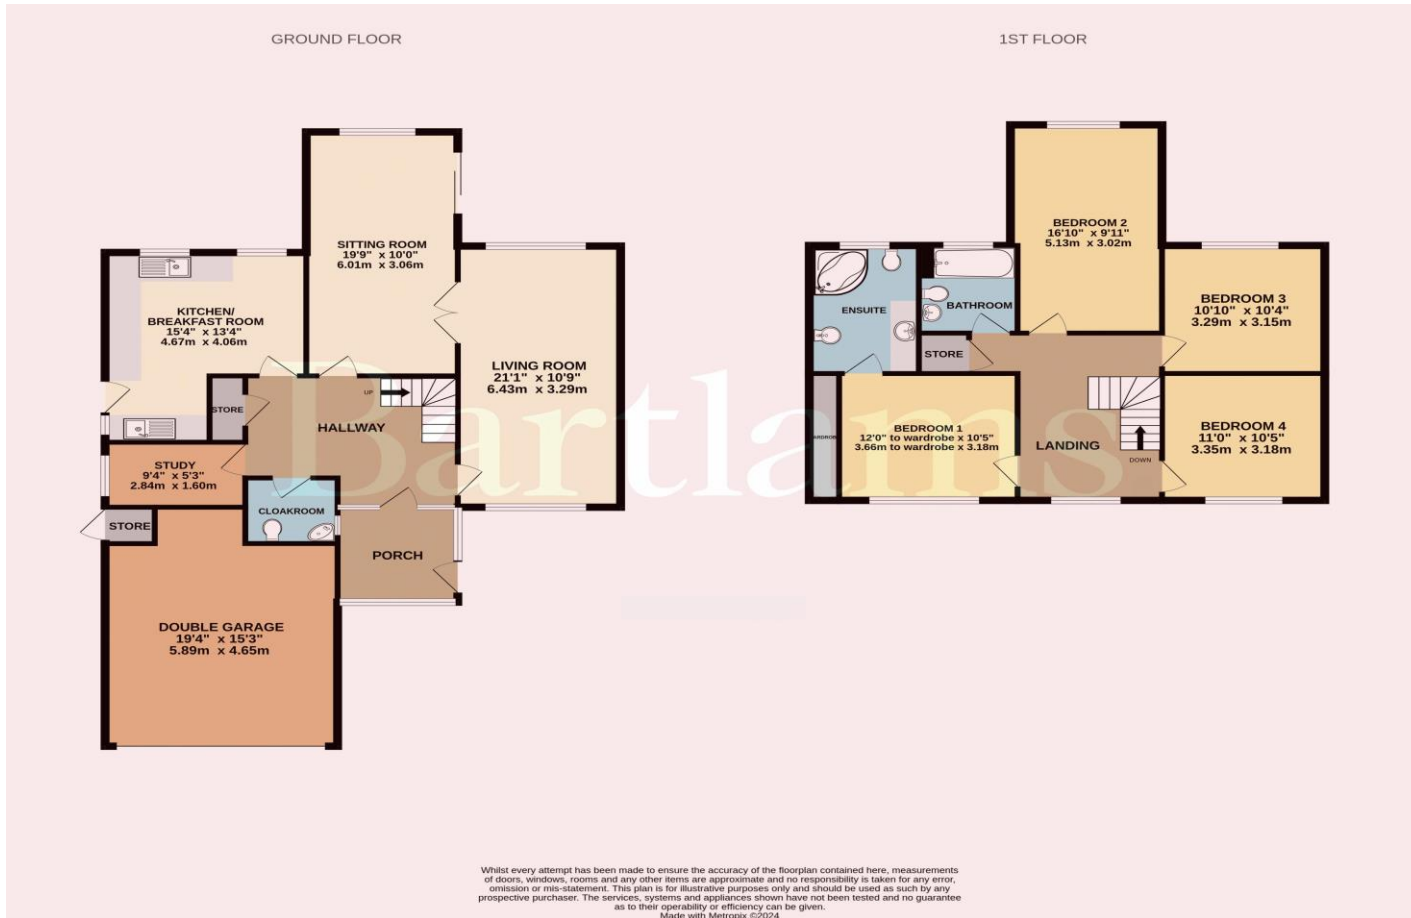 GROUND FLOOR
1ST FLOOR
SITTING ROOM
19'9" x 10'0"
6.01m x 3.06m
KITCHEN/
BREAKFAST ROOM
15'4" x 13'4"
4.67m x 4.06m
LIVING ROOM
21'1" x 10'9"
6.43m x 3.29m
UP
STORE
HALLWAY
STUDY
9'4" x 5'3"
2.84m x 1.60m
CLOAKROOM
STORE
PORCH
DOUBLE GARAGE
19'4" x 15'3"
5.89m x 4.65m
BEDROOM 2
16'10" x 9'11"
5.13m x 3.02m
ENSUITE
BATHROOM
BEDROOM 3
10'10" x 10'4"
3.29m x 3.15m
STORE
BEDROOM 1
12'0" to wardrobe x 10'5"
3.66m to wardrobe x 3.18m
LANDING
DOWN
BEDROOM 4
11'0" x 10'5"
3.35m x 3.18m
Bartlams
Whilst every attempt has been made to ensure the accuracy of the floorplan contained here, measurements
of doors, windows, rooms and any other items are approximate and no responsibility is taken for any error,
omission or mis-statement. This plan is for illustrative purposes only and should be used as such by any
prospective purchaser. The services, systems and appliances shown have not been tested and no guarantee
as to their operability or efficiency can be given.
Made with Metropix ©2024